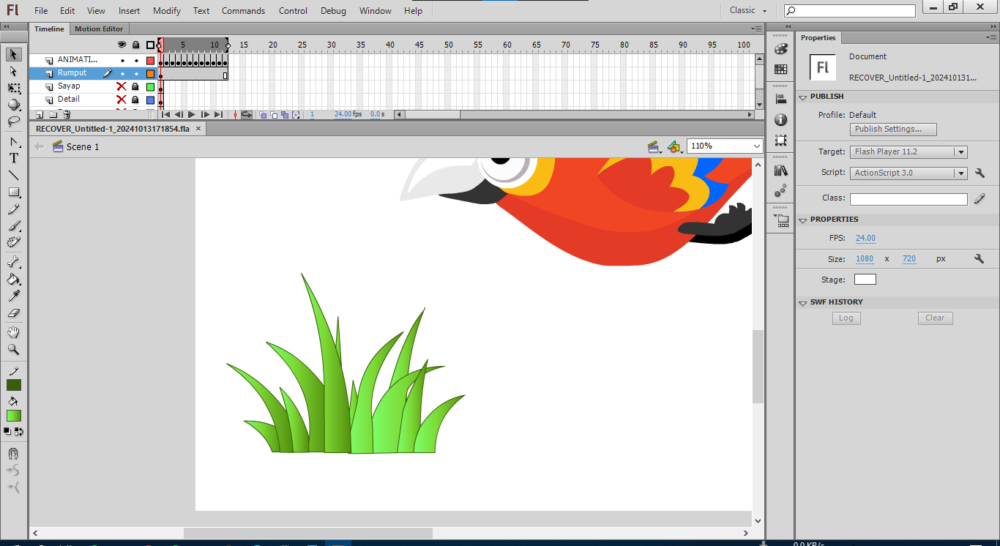 Fl File Edit View Insert Modify Text Commands Control Debug Window Help Classic
Timeline Motion Editor
5 10 15 20 25 30 35 40 45 50 55 60 65 70 75 80 85 90 95 100
ANIMATI...
Rumput
Sayap
Detail
1 24.00 fps 0.0 s
RECOVER_Untitled-1_20241013171854.fla
Scene 1
110%
T
Properties
Fl
Document
RECOVER_Untitled-1_202410131...
PUBLISH
Profile: Default
Publish Settings...
Target: Flash Player 11.2
Script: ActionScript 3.0
Class:
PROPERTIES
FPS: 24.00
Size: 1080 x 720 px
Stage:
SWF HISTORY
Log Clear